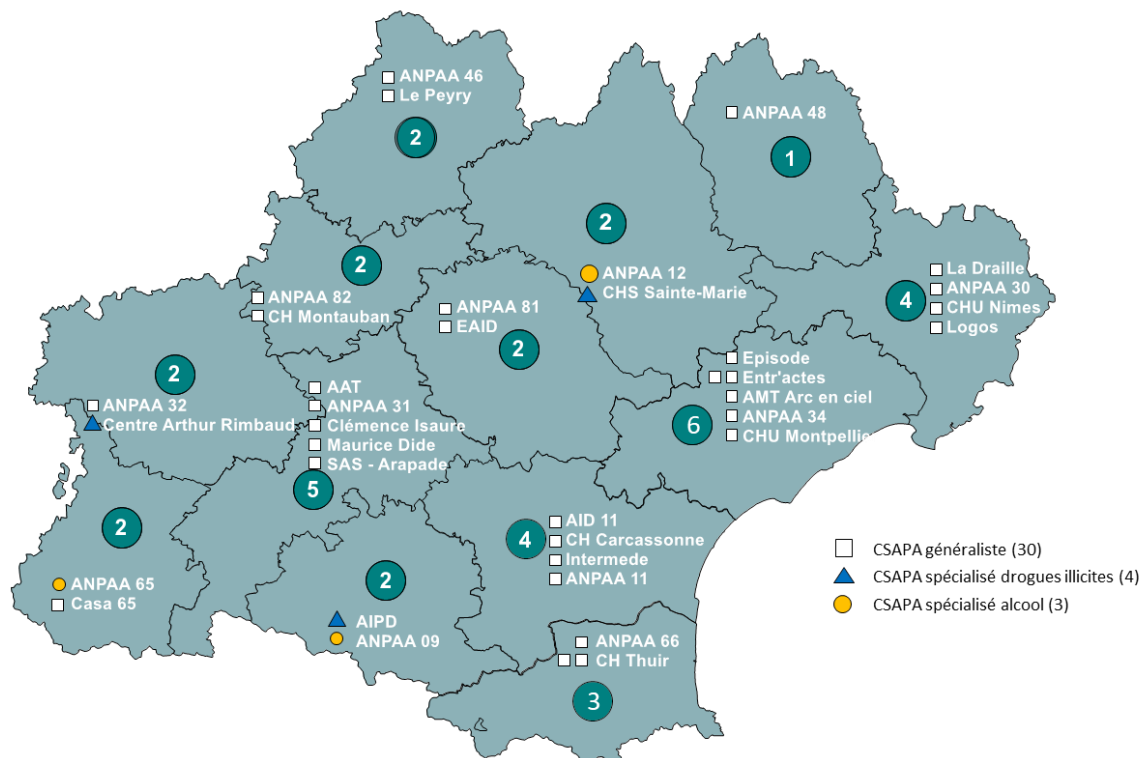 ANPAA 46
Le Peyry
2
ANPAA 48
1
2
ANPAA 12
CHS Sainte-Marie
2
ANPAA 82
CH Montauban
ANPAA 81
EAID
2
La Draille
ANPAA 30
CHU Nimes
Logos
4
2
ANPAA 32
Centre Arthur Rimbaud
AAT
ANPAA 31
Clémence Isaure
Maurice Dide
SAS - Arapade
5
Episode
Entr'actes
AMT Arc en ciel
ANPAA 34
CHU Montpellie
6
2
ANPAA 65
Casa 65
2
AIPD
ANPAA 09
AID 11
CH Carcassonne
Intermede
ANPAA 11
4
ANPAA 66
CH Thuir
3
CSAPA généraliste (30)
CSAPA spécialisé drogues illicites (4)
CSAPA spécialisé alcool (3)